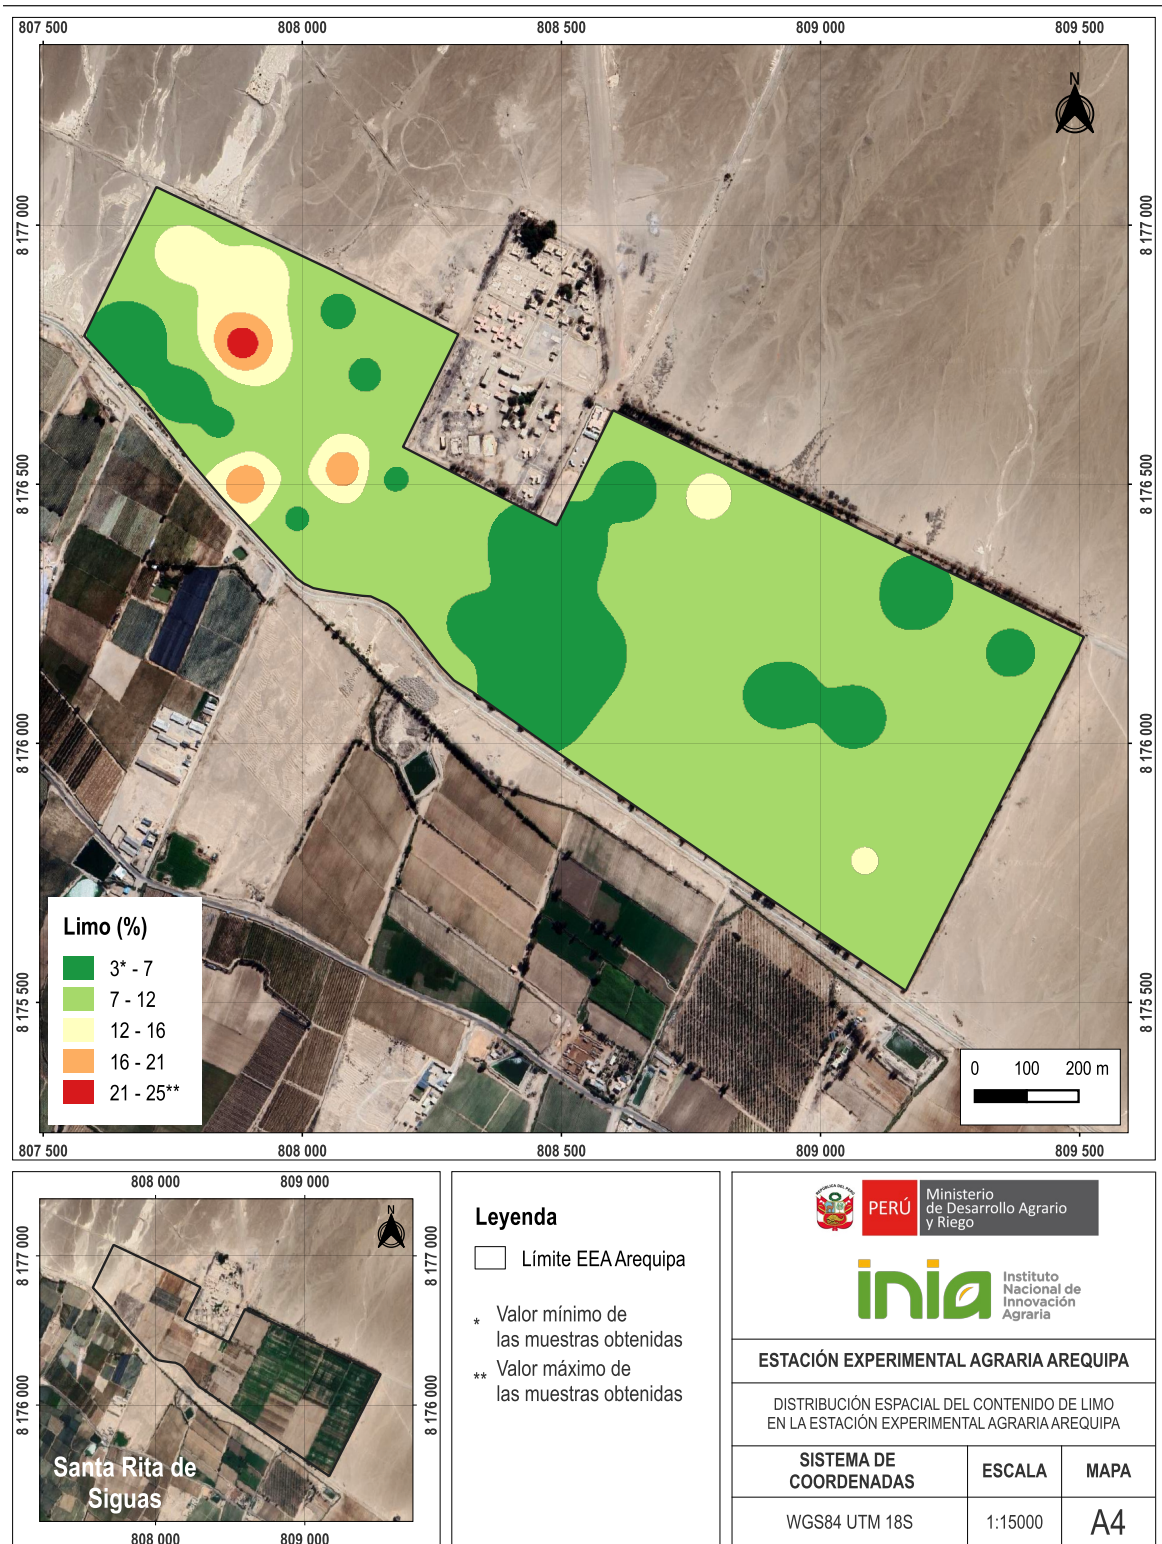 807 500 808 000 808 500 809 000 809 500
N
8 177 000 8 177 000
8 176 500 8 176 500
8 176 000 8 176 000
8 175 500 8 175 500
Limo (%)
3* - 7
7 - 12
12 - 16
16 - 21
21 - 25**
0 100 200 m
807 500 808 000 808 500 809 000 809 500
808 000 809 000
N
8 177 000 8 177 000
8 176 000 8 176 000
Santa Rita de
Siguas
808 000 809 000
Leyenda
Límite EEA Arequipa
* Valor mínimo de
las muestras obtenidas
** Valor máximo de
las muestras obtenidas
REPÚBLICA DEL PERÚ
PERÚ
Ministerio
de Desarrollo Agrario
y Riego
inia
Instituto
Nacional de
Innovación
Agraria
ESTACIÓN EXPERIMENTAL AGRARIA AREQUIPA
DISTRIBUCIÓN ESPACIAL DEL CONTENIDO DE LIMO
EN LA ESTACIÓN EXPERIMENTAL AGRARIA AREQUIPA
SISTEMA DE
COORDENADAS
ESCALA
MAPA
WGS84 UTM 18S
1:15000
A4